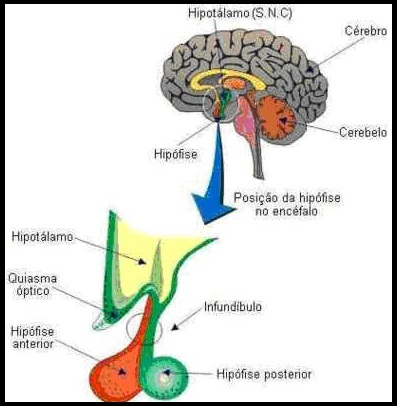 Hipotálamo (S.N.C)
Cérebro
Cerebelo
Hipófise
Posição da hipófise
no encéfalo
Hipotálamo
Quiasma
óptico
Infundíbulo
Hipófise
anterior
Hipófise posterior